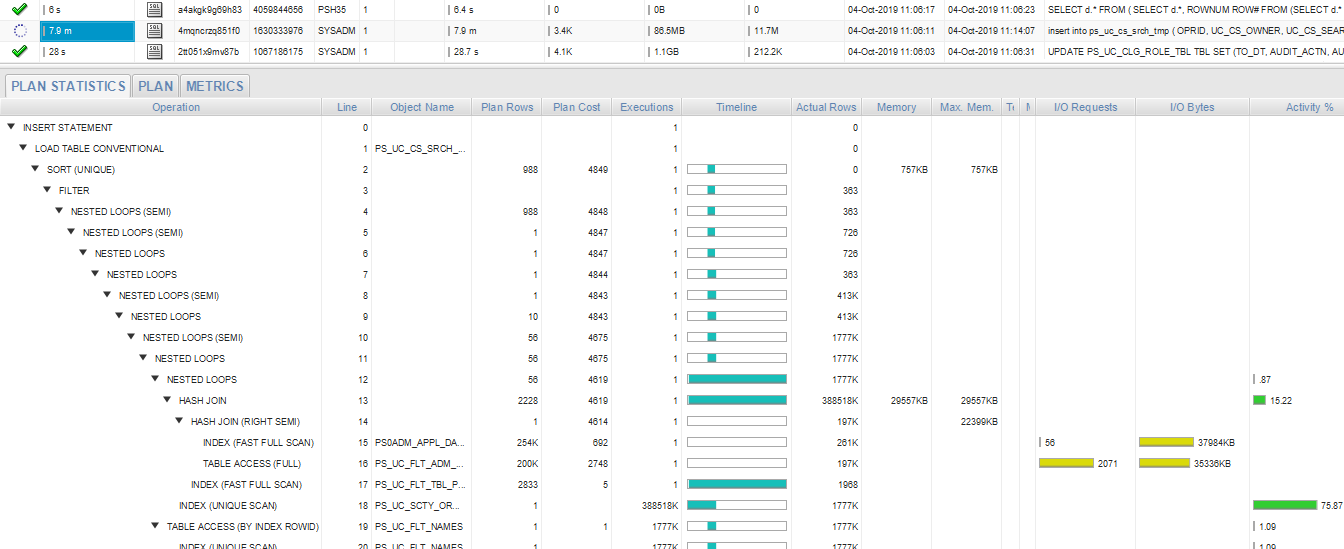 6 s a4akgk9g69h83 4059844656 PSH35 1 6.4 s 0 0B 0 04-Oct-2019 11:06:17 04-Oct-2019 11:06:23 SELECT d.* FROM ( SELECT d.*, ROWNUM ROW# FROM (SELECT d.*
7.9 m 4mqncrzq851f0 1630333976 SYSADM 1 7.9 m 3.4K 86.5MB 11.7M 04-Oct-2019 11:06:03 04-Oct-2019 11:14:07 insert into ps_uc_cs_srch_tmp ( OPRID, UC_CS_OWNER, UC_CS_SEAR
28 s 2tt051x9mv87b 1067186175 SYSADM 1 28.7 s 4.1K 1.1GB 212.2K 04-Oct-2019 11:06:03 04-Oct-2019 11:06:31 UPDATE PS_UC_CLG_ROLE_TBL TBL SET (TO_DT, AUDIT_ACTN, AU
PLAN STATISTICS PLAN METRICS
Operation Line Object Name Plan Rows Plan Cost Executions Timeline Actual Rows Memory Max. Mem. I/O Requests I/O Bytes Activity %
INSERT STATEMENT 0 1 0
LOAD TABLE CONVENTIONAL 1 PS_UC_CS_SRCH_... 1 0
SORT (UNIQUE) 2 988 4849 1 0 757KB 757KB
FILTER 3 1 363
NESTED LOOPS (SEMI) 4 988 4848 1 363
NESTED LOOPS (SEMI) 5 1 4847 1 726
NESTED LOOPS 6 1 4847 1 726
NESTED LOOPS 7 1 4844 1 363
NESTED LOOPS (SEMI) 8 1 4843 1 413K
NESTED LOOPS 9 10 4843 1 413K
NESTED LOOPS (SEMI) 10 56 4675 1 1777K
NESTED LOOPS 11 56 4675 1 1777K
NESTED LOOPS 12 56 4619 1 1777K .87
HASH JOIN 13 2228 4619 1 388518K 29557KB 29557KB 15.22
HASH JOIN (RIGHT SEMI) 14 1 4614 1 197K 22399KB
INDEX (FAST FULL SCAN) 15 PS0ADM_APPL_DA... 254K 692 1 261K 56 37984KB
TABLE ACCESS (FULL) 16 PS_UC_FLT_ADM_... 200K 2748 1 197K 2071 35336KB
INDEX (FAST FULL SCAN) 17 PS_UC_FLT_TBL_P... 2833 5 1 1968
INDEX (UNIQUE SCAN) 18 PS_UC_SCTY_OR... 1 388518K 1777K 75.87
TABLE ACCESS (BY INDEX ROWID) 19 PS_UC_FLT_NAMES 1 1 1777K 1777K 1.09
INDEX (UNIQUE SCAN) 20 PS_UC_FLT_NAMES 1 1777K 1777K 1.09